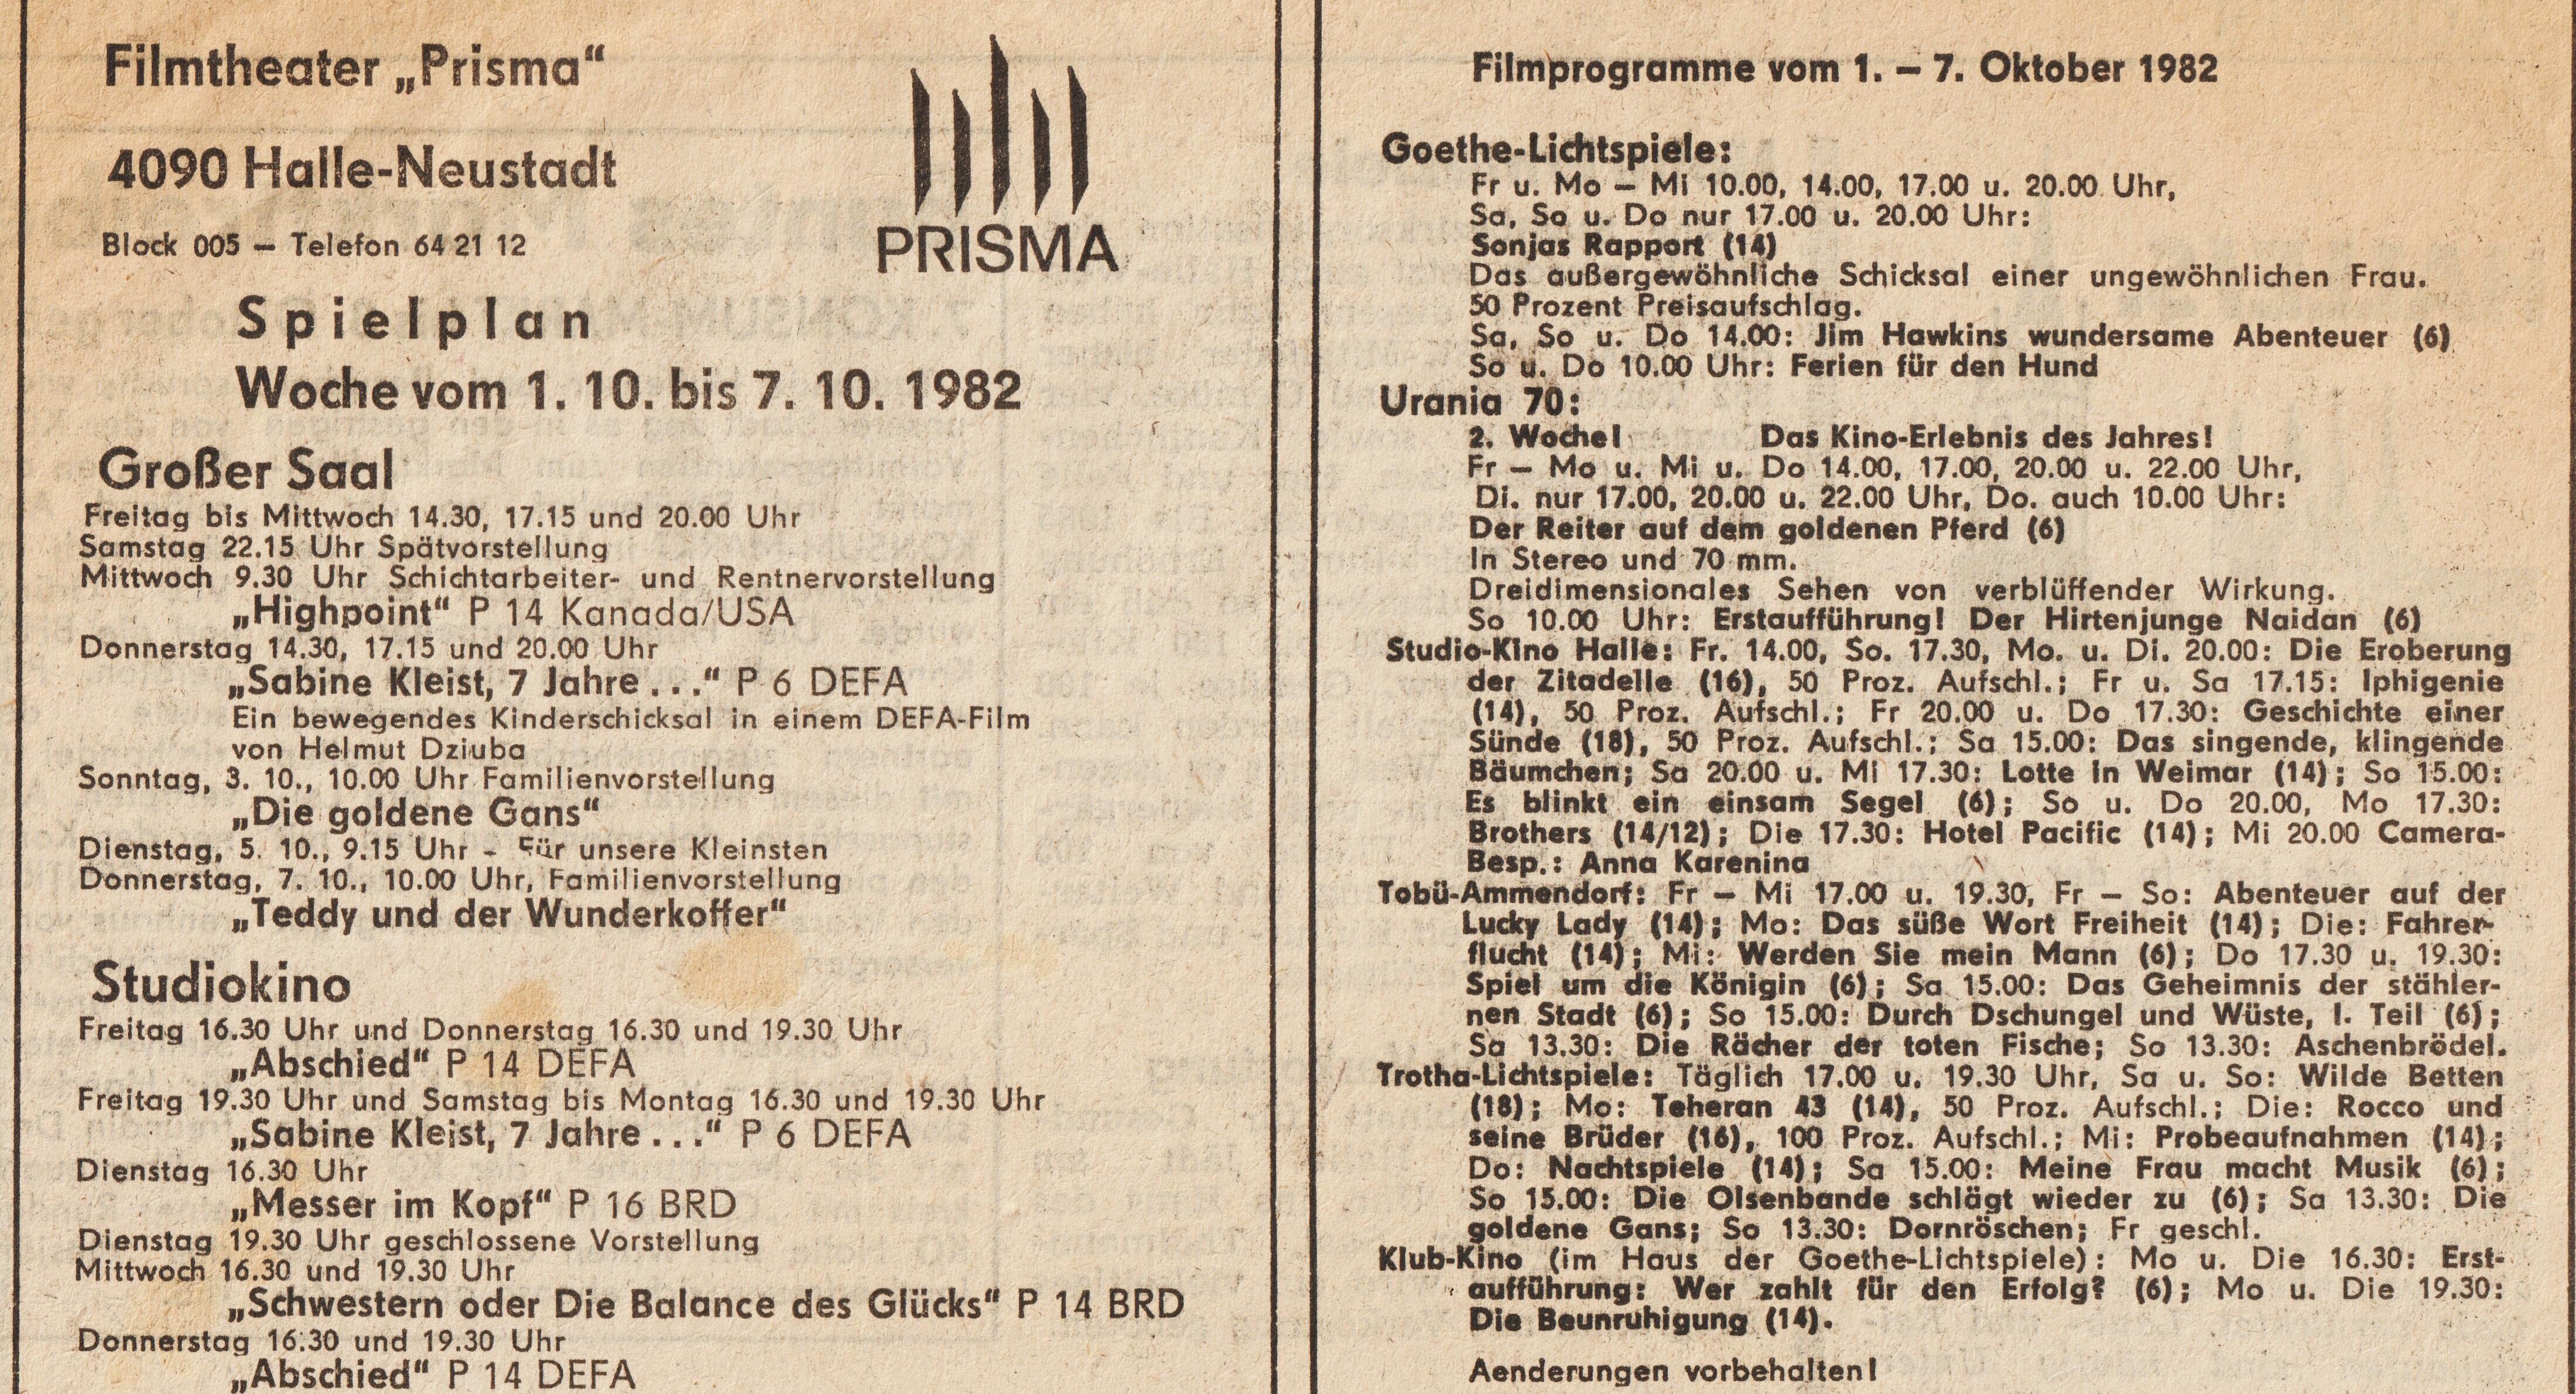 Filmtheater „Prisma“
4090 Halle-Neustadt
Block 005 – Telefon 64 21 12
PRISMA
Spielplan
Woche vom 1. 10. bis 7. 10. 1982
Großer Saal
Freitag bis Mittwoch 14.30, 17.15 und 20.00 Uhr
Samstag 22.15 Uhr Spätvorstellung
Mittwoch 9.30 Uhr Schichtarbeiter- und Rentnervorstellung
„Highpoint“ P 14 Kanada/USA
Donnerstag 14.30, 17.15 und 20.00 Uhr
„Sabine Kleist, 7 Jahre . . .“ P 6 DEFA
Ein bewegendes Kinderschicksal in einem DEFA-Film
von Helmut Dziuba
Sonntag, 3. 10., 10.00 Uhr Familienvorstellung
„Die goldene Gans“
Dienstag, 5. 10., 9.15 Uhr - Für unsere Kleinsten
Donnerstag, 7. 10., 10.00 Uhr, Familienvorstellung
„Teddy und der Wunderkoffer“
Studiokino
Freitag 16.30 Uhr und Donnerstag 16.30 und 19.30 Uhr
„Abschied“ P 14 DEFA
Freitag 19.30 Uhr und Samstag bis Montag 16.30 und 19.30 Uhr
„Sabine Kleist, 7 Jahre . . .“ P 6 DEFA
Dienstag 16.30 Uhr
„Messer im Kopf“ P 16 BRD
Dienstag 19.30 Uhr geschlossene Vorstellung
Mittwoch 16.30 und 19.30 Uhr
„Schwestern oder Die Balance des Glücks“ P 14 BRD
Donnerstag 16.30 und 19.30 Uhr
„Abschied“ P 14 DEFA
Filmprogramme vom 1. – 7. Oktober 1982
Goethe-Lichtspiele:
Fr u. Mo – Mi 10.00, 14.00, 17.00 u. 20.00 Uhr,
Sa, So u. Do nur 17.00 u. 20.00 Uhr:
Sonjas Rapport (14)
Das außergewöhnliche Schicksal einer ungewöhnlichen Frau.
50 Prozent Preisaufschlag.
Sa, So u. Do 14.00: Jim Hawkins wundersame Abenteuer (6)
So u. Do 10.00 Uhr: Ferien für den Hund
Urania 70:
2. Woche! Das Kino-Erlebnis des Jahres!
Fr – Mo u. Mi u. Do 14.00, 17.00, 20.00 u. 22.00 Uhr,
Di. nur 17.00, 20.00 u. 22.00 Uhr, Do. auch 10.00 Uhr:
Der Reiter auf dem goldenen Pferd (6)
In Stereo und 70 mm.
Dreidimensionales Sehen von verblüffender Wirkung.
So 10.00 Uhr: Erstaufführung! Der Hirtenjunge Naidan (6)
Studio-Kino Halle: Fr. 14.00, So. 17.30, Mo. u. Di. 20.00: Die Eroberung
der Zitadelle (16), 50 Proz. Aufschl.; Fr u. Sa 17.15: Iphigenie
(14), 50 Proz. Aufschl.; Fr 20.00 u. Do 17.30: Geschichte einer
Sünde (18), 50 Proz. Aufschl.; Sa 15.00: Das singende, klingende
Bäumchen; Sa 20.00 u. Mi 17.30: Lotte in Weimar (14); So 15.00:
Es blinkt ein einsam Segel (6); So u. Do 20.00, Mo 17.30:
Brothers (14/12); Die 17.30: Hotel Pacific (14); Mi 20.00 Camera-
Besp.: Anna Karenina
Tobü-Ammendorf: Fr – Mi 17.00 u. 19.30, Fr – So: Abenteuer auf der
Lucky Lady (14); Mo: Das süße Wort Freiheit (14); Die: Fahrer-
flucht (14); Mi: Werden Sie mein Mann (6); Do 17.30 u. 19.30:
Spiel um die Königin (6); Sa 15.00: Das Geheimnis der stähler-
nen Stadt (6); So 15.00: Durch Dschungel und Wüste, I. Teil (6);
Sa 13.30: Die Rächer der toten Fische; So 13.30: Aschenbrödel.
Trotha-Lichtspiele: Täglich 17.00 u. 19.30 Uhr, Sa u. So: Wilde Betten
(18); Mo: Teheran 43 (14), 50 Proz. Aufschl.; Die: Rocco und
seine Brüder (16), 100 Proz. Aufschl.; Mi: Probeaufnahmen (14);
Do: Nachtspiele (14); Sa 15.00: Meine Frau macht Musik (6);
So 15.00: Die Olsenbande schlägt wieder zu (6); Sa 13.30: Die
goldene Gans; So 13.30: Dornröschen; Fr geschl.
Klub-Kino (im Haus der Goethe-Lichtspiele): Mo u. Die 16.30: Erst-
aufführung: Wer zahlt für den Erfolg? (6); Mo u. Die 19.30:
Die Beunruhigung (14).
Aenderungen vorbehalten!